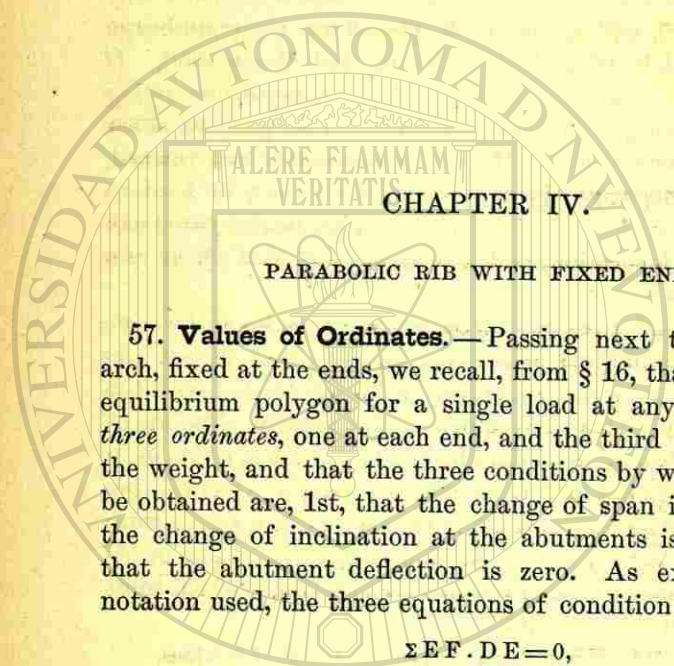 UNIVERSIDAD AVTONOMA D NVEVO
ALERE FLAMMAM
VERITATIS
CHAPTER IV.
PARABOLIC RIB WITH FIXED
57. Values of Ordinates.—Passing next
arch, fixed at the ends, we recall, from § 16,
equilibrium polygon for a single load at any
three ordinates, one at each end, and the third
the weight, and that the three conditions by
be obtained are, 1st, that the change of span
the change of inclination at the abutments
that the abutment deflection is zero. As
notation used, the three equations of condition
ΣEF.DE=0,